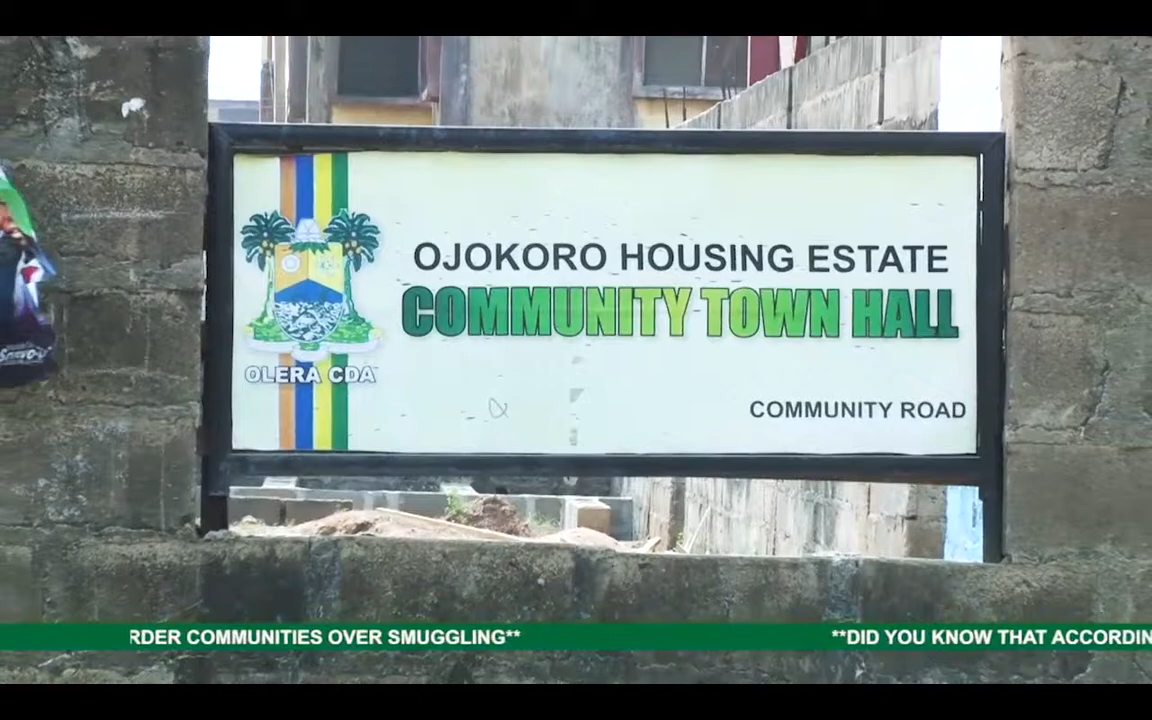 OJOKORO HOUSING ESTATE
COMMUNITY TOWN HALL
OLERA CDA
COMMUNITY ROAD
RDER COMMUNITIES OVER SMUGGLING** **DID YOU KNOW THAT ACCORDIN